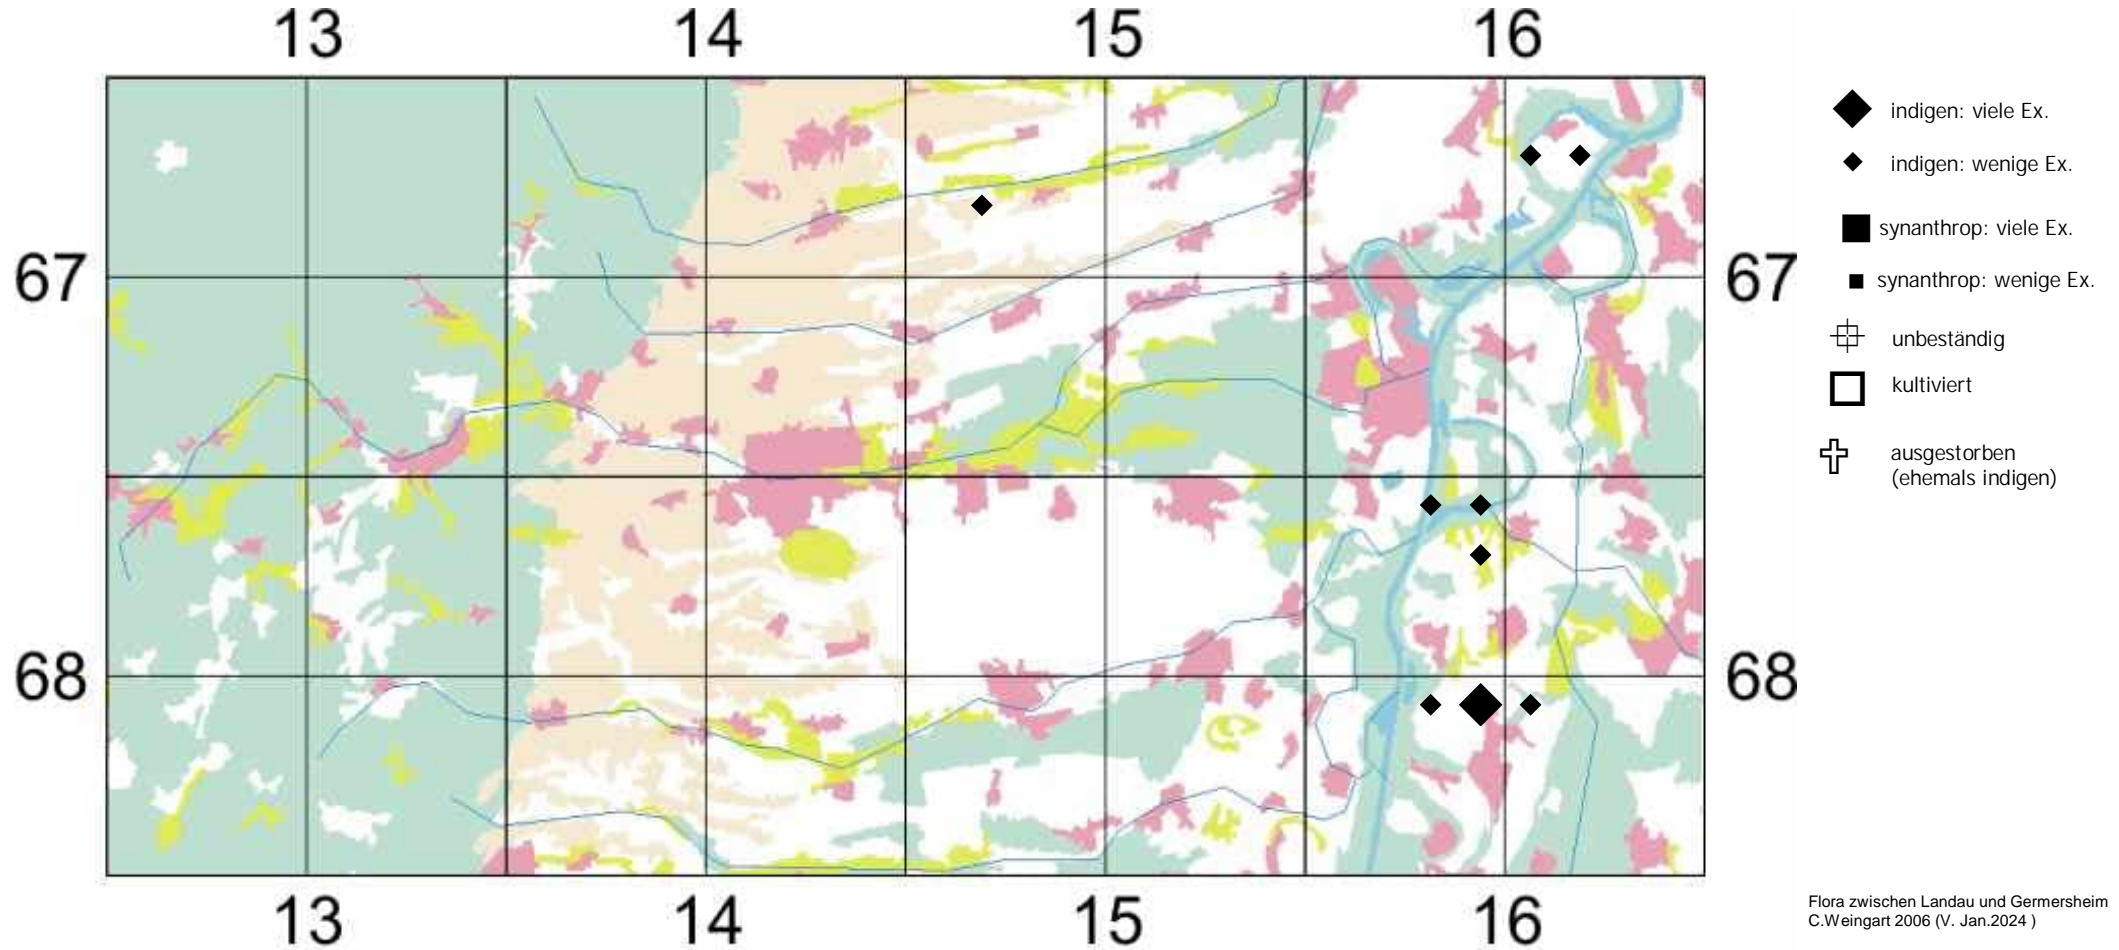 13 14 15 16
67 67
68 68
13 14 15 16
indigen: viele Ex.
indigen: wenige Ex.
synanthrop: viele Ex.
synanthrop: wenige Ex.
unbeständig
kultiviert
ausgestorben
(ehemals indigen)
Flora zwischen Landau und Germersheim
C.Weingart 2006 (V. Jan.2024 )